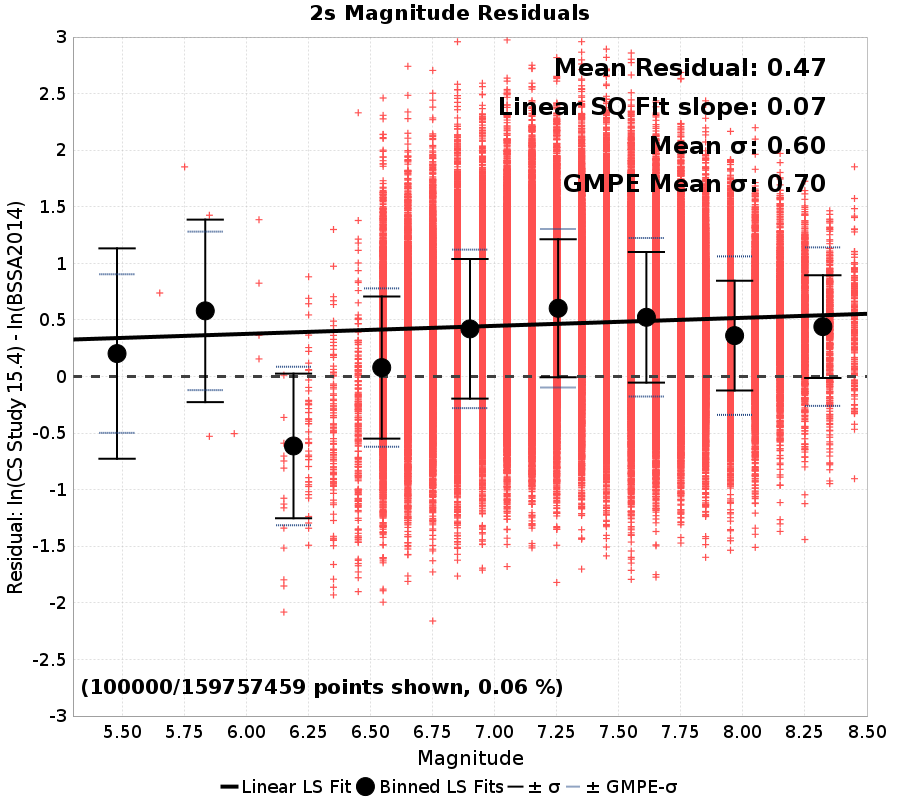 2s Magnitude Residuals
Mean Residual: 0.47
Linear SQ Fit slope: 0.07
Mean σ: 0.60
GMPE Mean σ: 0.70
Residual: ln(CS Study 15.4) - ln(BSSA2014)
3
2.5
2
1.5
1
0.5
0
-0.5
-1
-1.5
-2
-2.5
-3
(100000/159757459 points shown, 0.06 %)
5.50 5.75 6.00 6.25 6.50 6.75 7.00 7.25 7.50 7.75 8.00 8.25 8.50
Magnitude
Linear LS Fit Binned LS Fits ± σ ± GMPE-σ